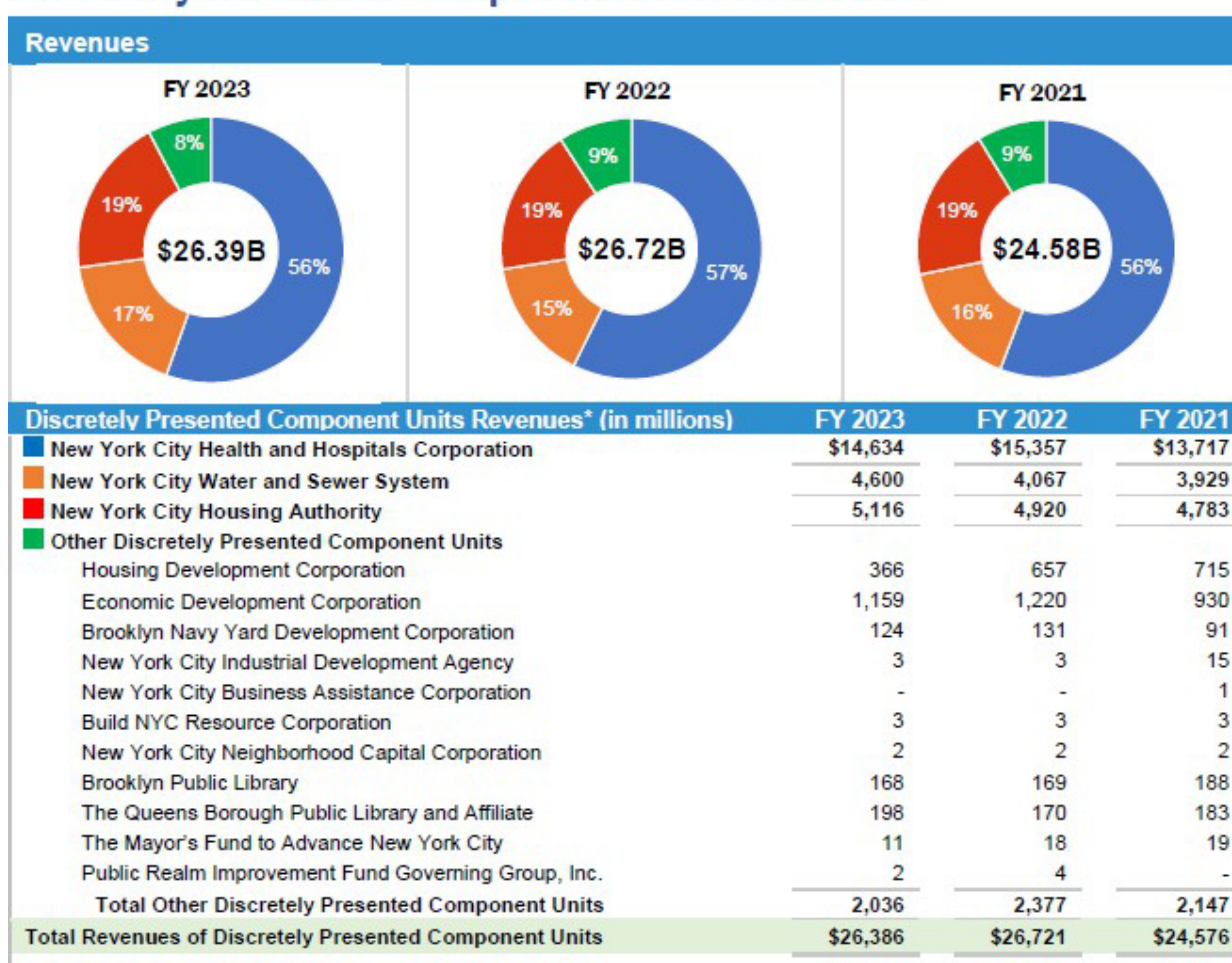 Revenues
FY 2023 FY 2022 FY 2021
8% 19% 17% 56% $26.39B
9% 19% 15% 57% $26.72B
9% 19% 16% 56% $24.58B
Discretely Presented Component Units Revenues* (in millions) FY 2023 FY 2022 FY 2021
New York City Health and Hospitals Corporation $14,634 $15,357 $13,717
New York City Water and Sewer System 4,600 4,067 3,929
New York City Housing Authority 5,116 4,920 4,783
Other Discretely Presented Component Units
Housing Development Corporation 366 657 715
Economic Development Corporation 1,159 1,220 930
Brooklyn Navy Yard Development Corporation 124 131 91
New York City Industrial Development Agency 3 3 15
New York City Business Assistance Corporation - - 1
Build NYC Resource Corporation 3 3 3
New York City Neighborhood Capital Corporation 2 2 2
Brooklyn Public Library 168 169 188
The Queens Borough Public Library and Affiliate 198 170 183
The Mayor's Fund to Advance New York City 11 18 19
Public Realm Improvement Fund Governing Group, Inc. 2 4 -
Total Other Discretely Presented Component Units 2,036 2,377 2,147
Total Revenues of Discretely Presented Component Units $26,386 $26,721 $24,576